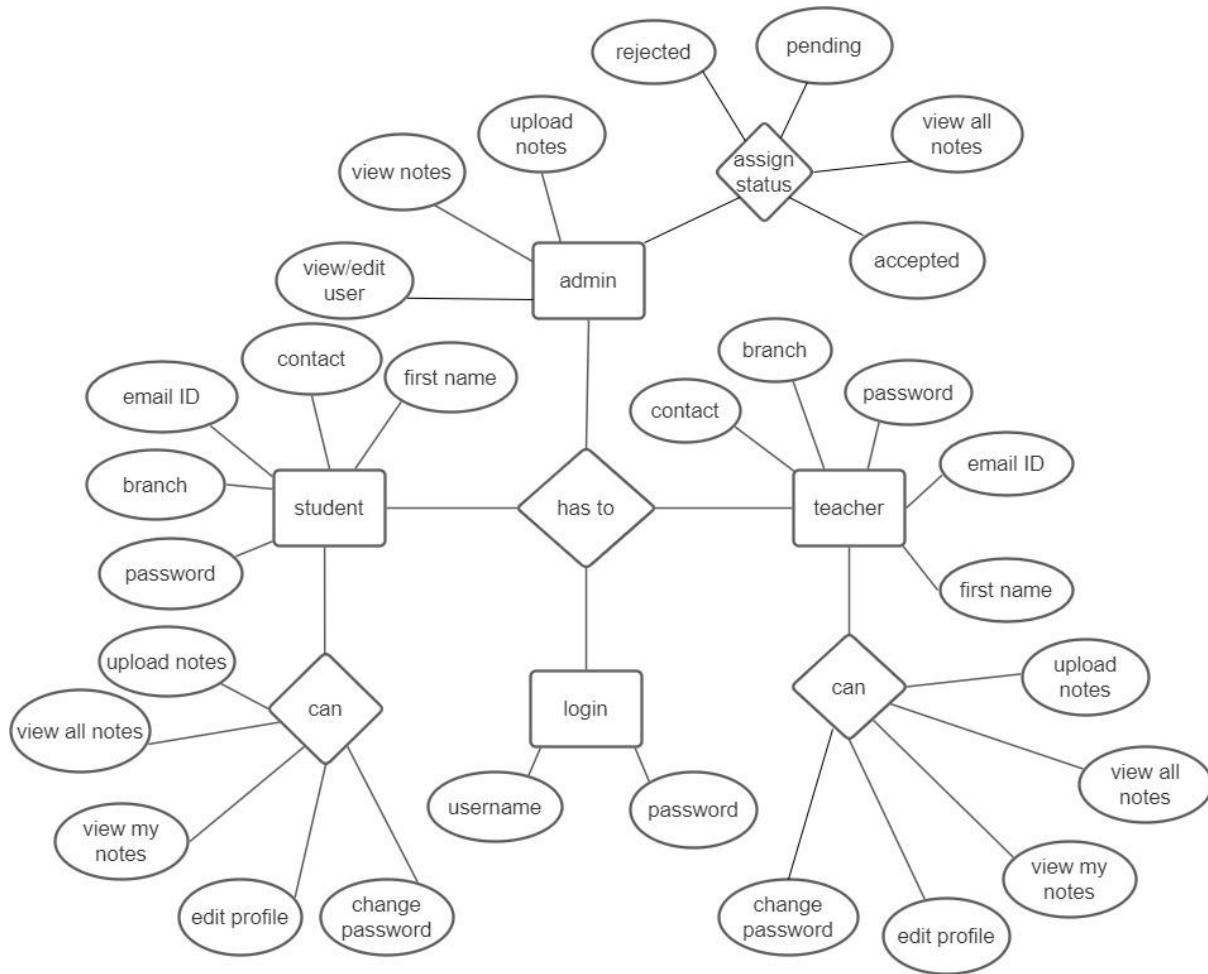 rejected
pending
upload
notes
view all
notes
assign
status
view notes
accepted
view/edit
user
admin
branch
contact
first name
password
email ID
contact
email ID
branch
student
has to
teacher
password
first name
upload notes
upload
notes
can
login
can
view all notes
view all
notes
username
password
view my
notes
view my
notes
edit profile
change
password
change
password
edit profile